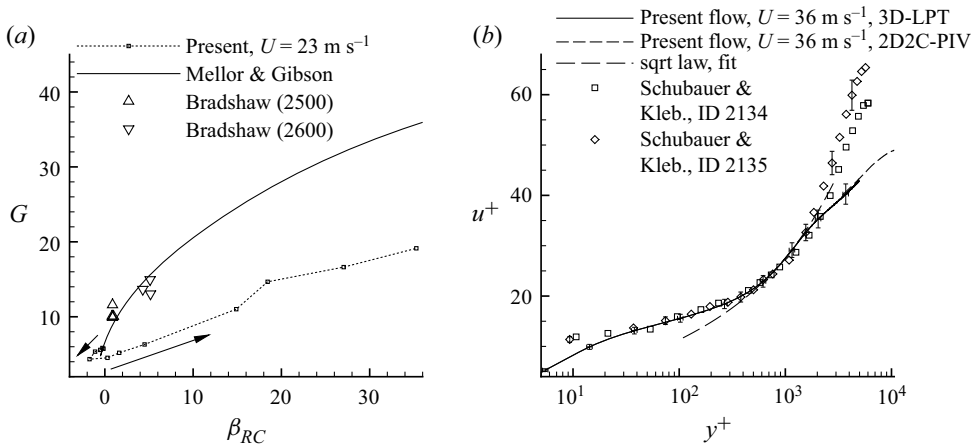 (a)
Present, U = 23 m s⁻¹
Mellor & Gibson
Bradshaw (2500)
Bradshaw (2600)
40
30
20
10
G
0
10
20
30
β_RC
(b)
Present flow, U = 36 m s⁻¹, 3D-LPT
Present flow, U = 36 m s⁻¹, 2D2C-PIV
sqrt law, fit
Schubauer &
Kleb., ID 2134
Schubauer &
Kleb., ID 2135
60
40
20
0
u⁺
10¹
10²
10³
10⁴
y⁺